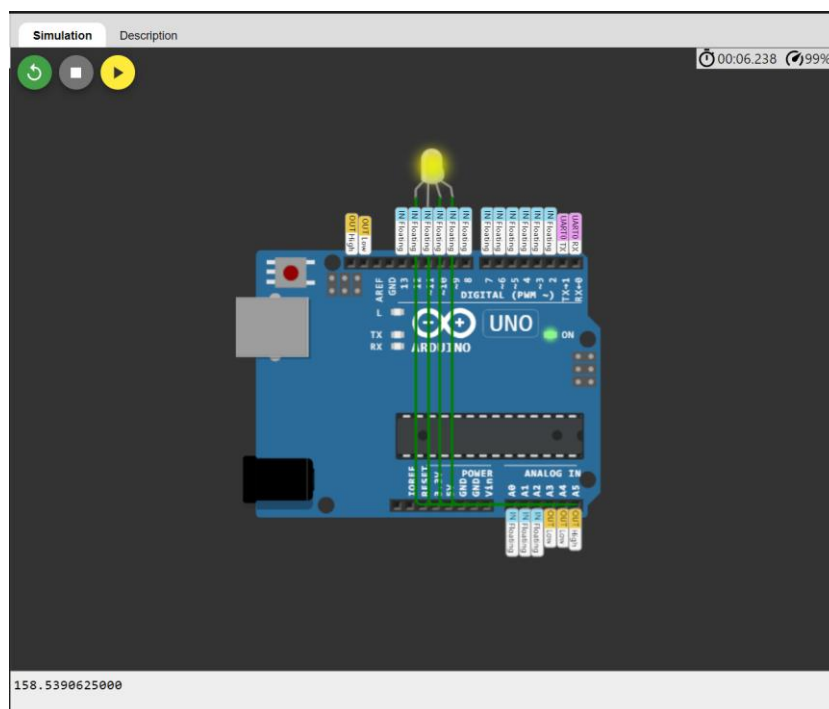 Simulation Description
00:06.238 99%
OUT High
OUT Low
IN Floating
IN Floating
IN Floating
IN Floating
IN Floating
IN Floating
IN Floating
IN Floating
IN Floating
IN Floating
IN Floating
IN Floating
UART0 TX
UART0 RX
AREF
GND
13
12
~11
~10
~9
8
7
~6
~5
4
~3
2
TX→1
RX←0
DIGITAL (PWM ~)
L
TX
RX
UNO
ON
ARDUINO
POWER
ANALOG IN
IOREF
RESET
3.3V
5V
GND
GND
Vin
A0
A1
A2
A3
A4
A5
IN Floating
IN Floating
IN Floating
OUT Low
OUT Low
OUT High
158.5390625000